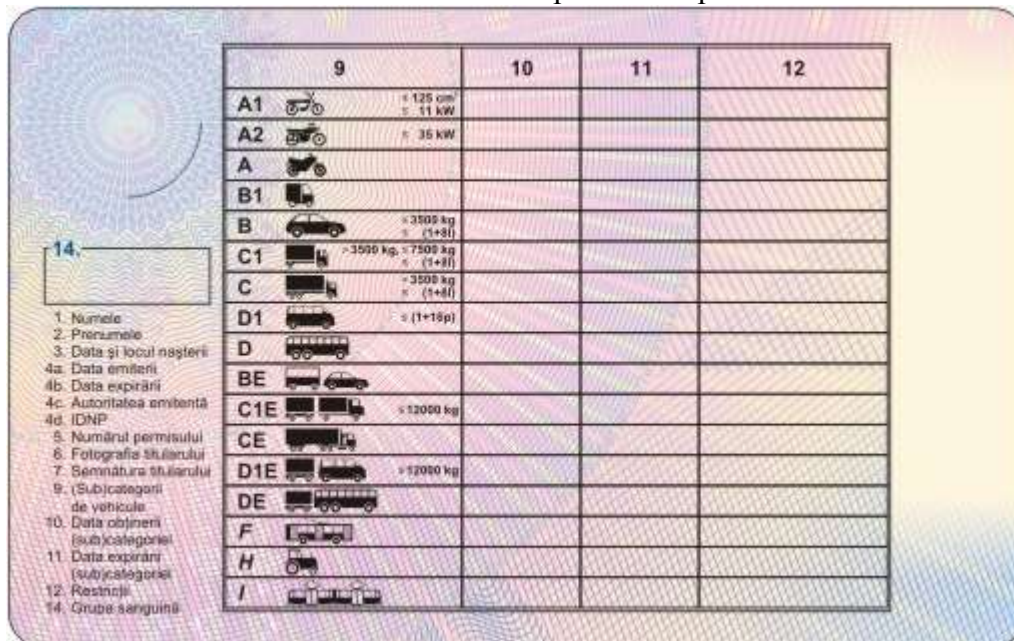 9 10 11 12
A1 ≤ 125 cm³
≤ 11 kW
A2 ≤ 35 kW
A
B1
B ≤ 3500 kg
≤ (1+8l)
C1 > 3500 kg, ≤ 7500 kg
≤ (1+8l)
C > 3500 kg
≤ (1+8l)
D1 ≤ (1+16p)
D
BE
C1E ≤ 12000 kg
CE
D1E 12000 kg
DE
F
H
I
14.
1. Numele
2. Prenumele
3. Data şi locul naşterii
4a. Data emiterii
4b. Data expirării
4c. Autoritatea emitentă
4d. IDNP
5. Numărul permisului
6. Fotografia titularului
7. Semnătura titularului
9. (Sub)categorii
de vehicule
10. Data obţinerii
(sub)categoriei
11. Data expirării
(sub)categoriei
12. Restricţii
14. Grupa sanguină